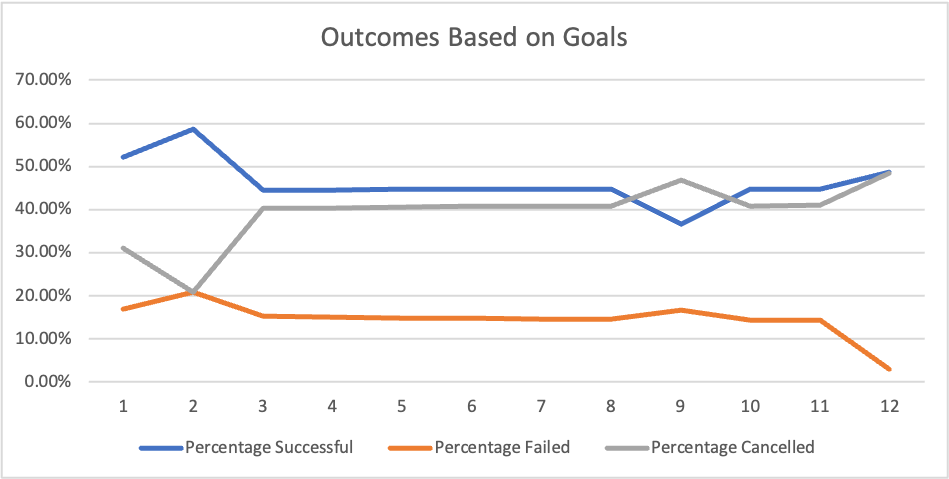 Outcomes Based on Goals
70.00%
60.00%
50.00%
40.00%
30.00%
20.00%
10.00%
0.00%
1 2 3 4 5 6 7 8 9 10 11 12
Percentage Successful Percentage Failed Percentage Cancelled